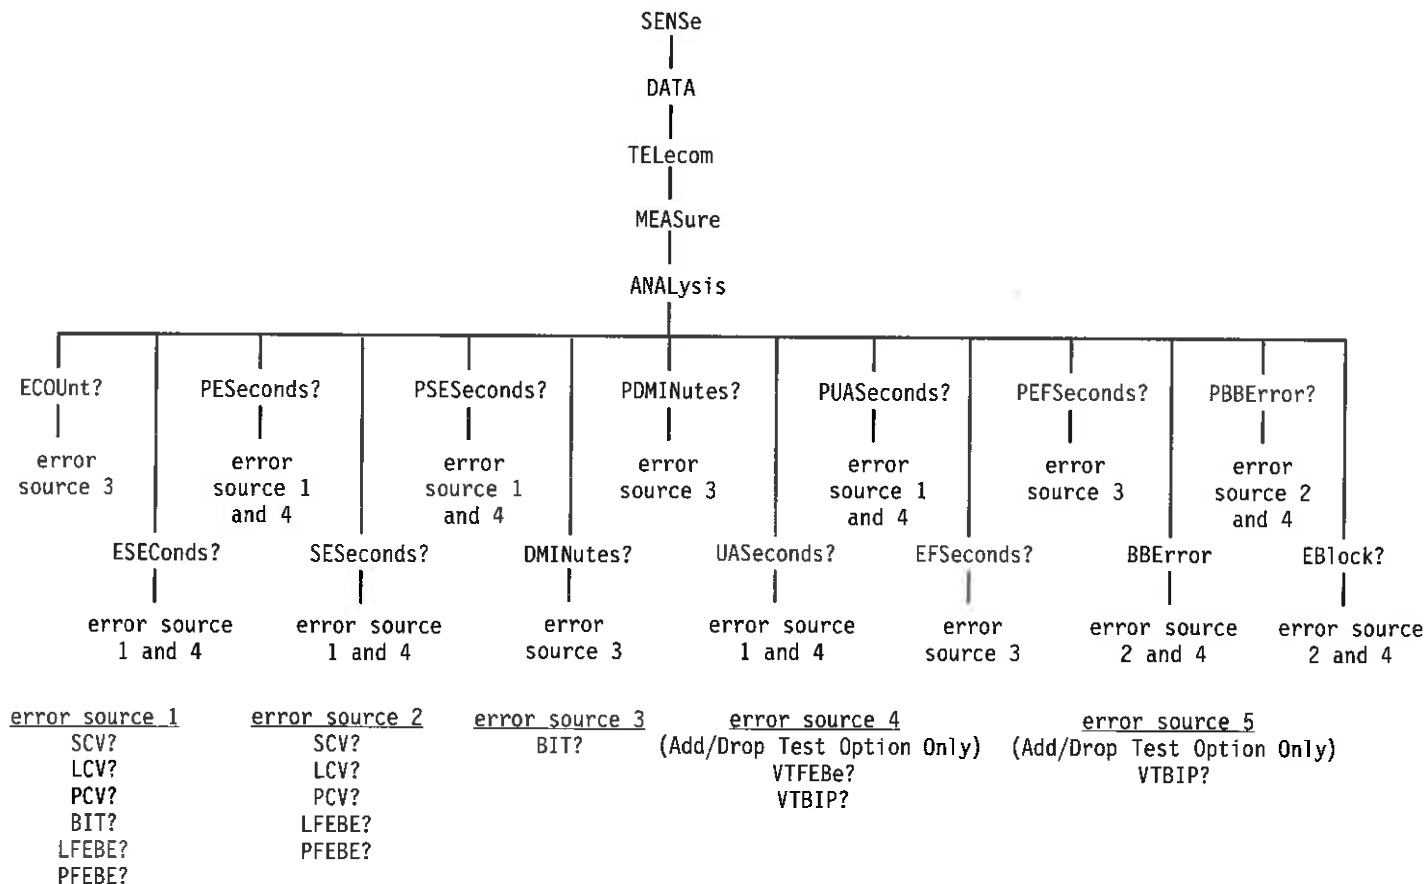 SENSe
DATA
TELecom
MEASure
ANALysis
ECOUnt?
error
source 3
PESeconds?
error
source 1
and 4
PSESeconds?
error
source 1
and 4
PDMINutes?
error
source 3
PUASeconds?
error
source 1
and 4
PEFSeconds?
error
source 3
PBBError?
error
source 2
and 4
ESEConds?
error source
1 and 4
SESeconds?
error source
1 and 4
DMINutes?
error
source 3
UASeconds?
error source
1 and 4
EFSeconds?
error
source 3
BBError
error source
2 and 4
EBlock?
error source
2 and 4
error source 1
SCV?
LCV?
PCV?
BIT?
LFEBE?
PFEBE?
error source 2
SCV?
LCV?
PCV?
LFEBE?
PFEBE?
error source 3
BIT?
error source 4
(Add/Drop Test Option Only)
VTFEBe?
VTBIP?
error source 5
(Add/Drop Test Option Only)
VTBIP?